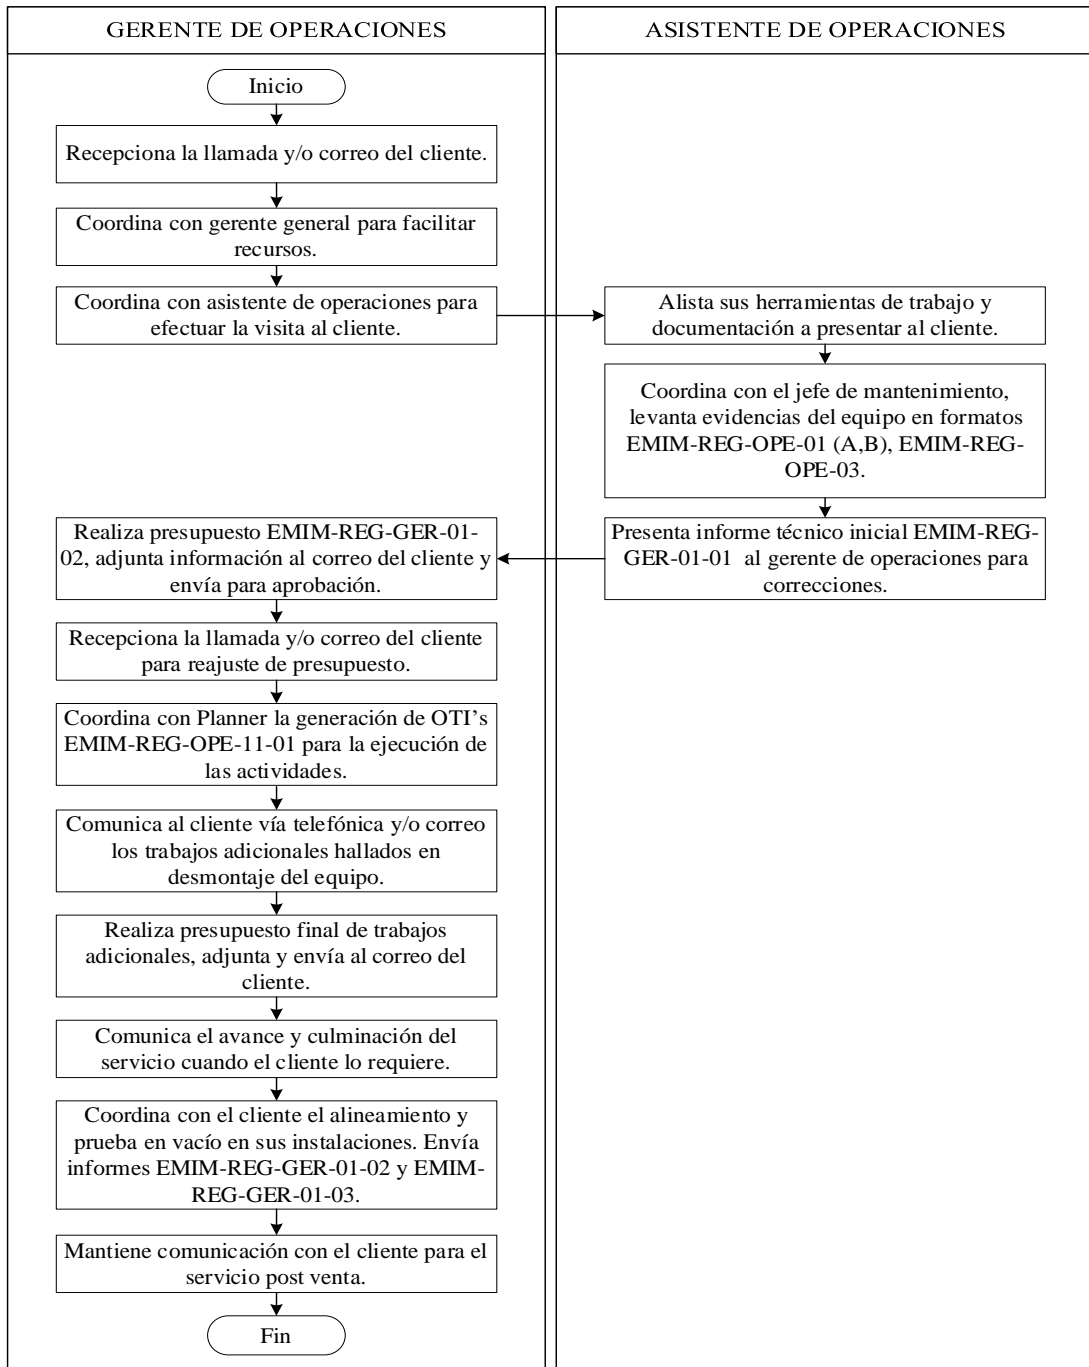 GERENTE DE OPERACIONES
ASISTENTE DE OPERACIONES
Inicio
Recepciona la llamada y/o correo del cliente.
Coordina con gerente general para facilitar
recursos.
Coordina con asistente de operaciones para
efectuar la visita al cliente.
Alista sus herramientas de trabajo y
documentación a presentar al cliente.
Coordina con el jefe de mantenimiento,
levanta evidencias del equipo en formatos
EMIM-REG-OPE-01 (A,B), EMIM-REG-
OPE-03.
Presenta informe técnico inicial EMIM-REG-
GER-01-01 al gerente de operaciones para
correcciones.
Realiza presupuesto EMIM-REG-GER-01-
02, adjunta información al correo del cliente y
envía para aprobación.
Recepciona la llamada y/o correo del cliente
para reajuste de presupuesto.
Coordina con Planner la generación de OTI’s
EMIM-REG-OPE-11-01 para la ejecución de
las actividades.
Comunica al cliente vía telefónica y/o correo
los trabajos adicionales hallados en
desmontaje del equipo.
Realiza presupuesto final de trabajos
adicionales, adjunta y envía al correo del
cliente.
Comunica el avance y culminación del
servicio cuando el cliente lo requiere.
Coordina con el cliente el alineamiento y
prueba en vacío en sus instalaciones. Envía
informes EMIM-REG-GER-01-02 y EMIM-
REG-GER-01-03.
Mantiene comunicación con el cliente para el
servicio post venta.
Fin